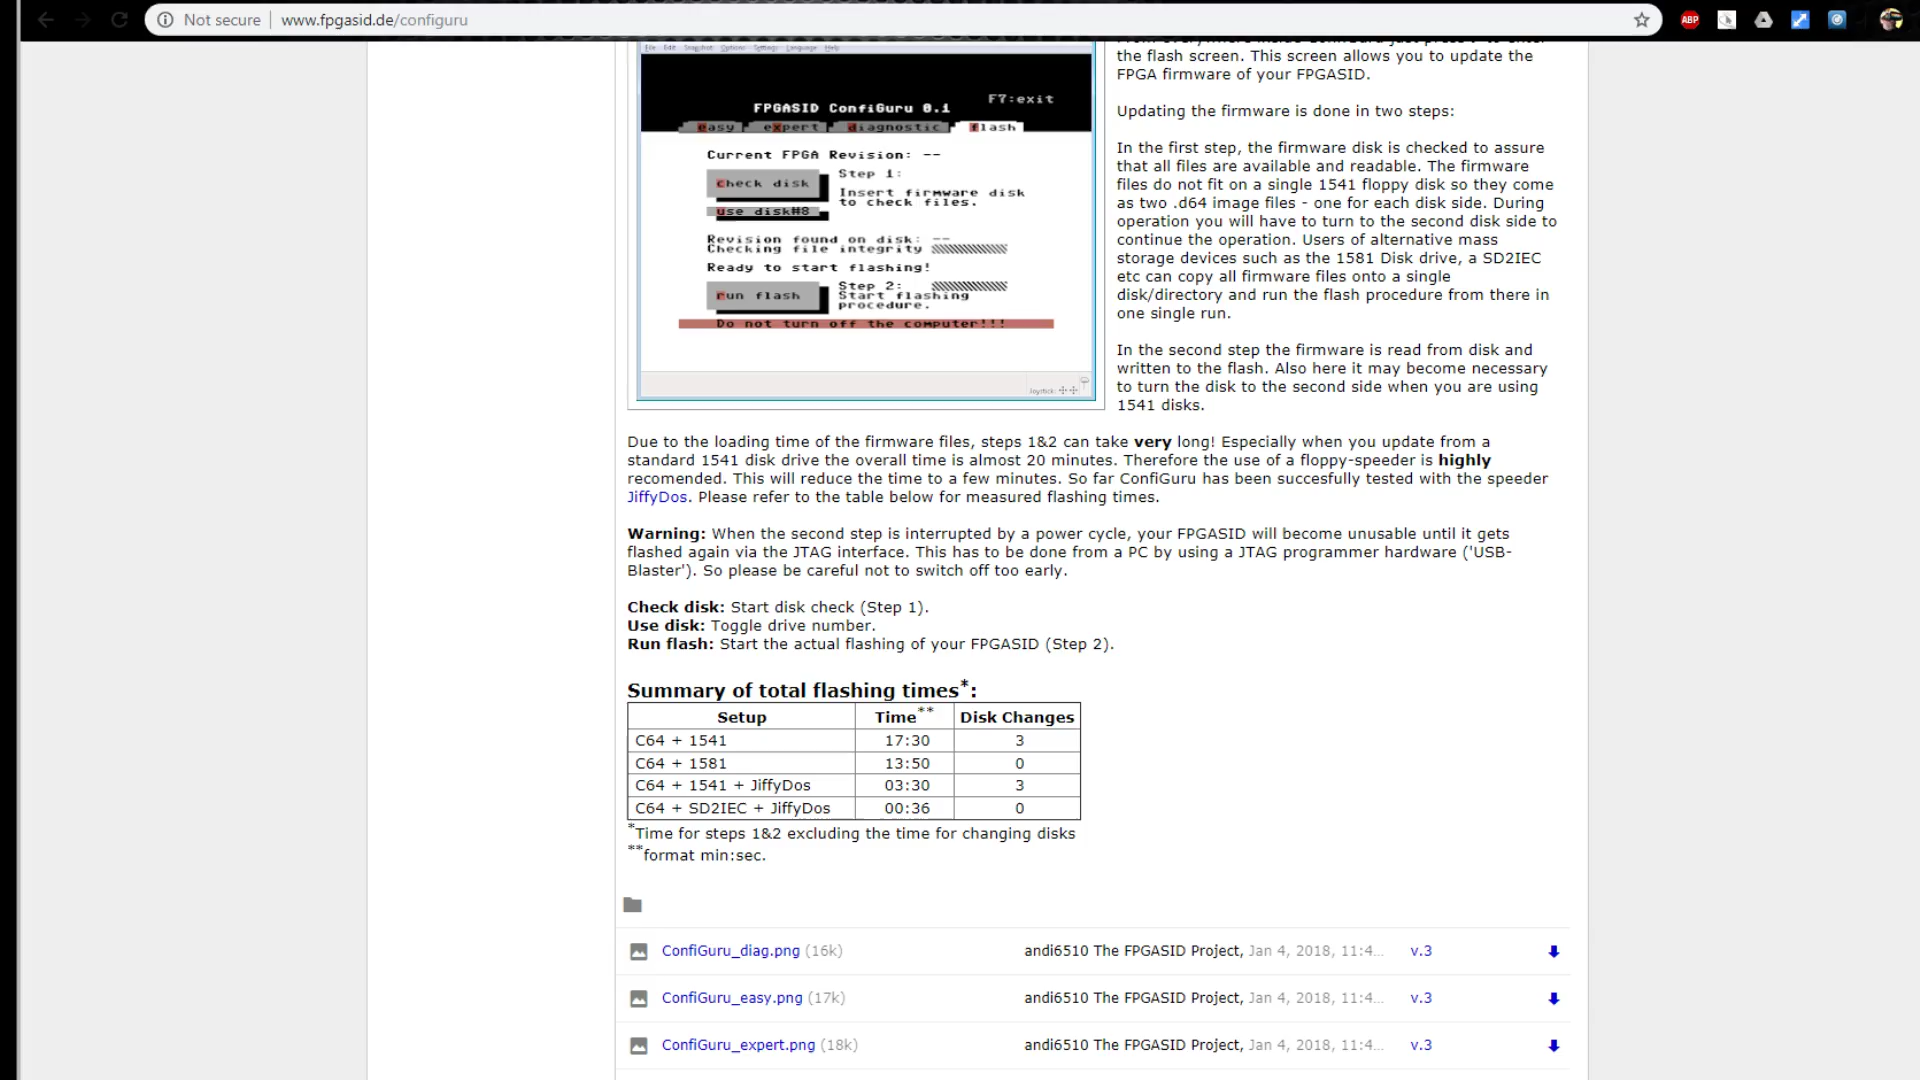 Not secure | www.fpgasid.de/configuru
ABP
File Edit Snapshot Options Settings Language Help
F7:exit
FPGASID ConfiGuru 0.1
easy expert diagnostic flash
Current FPGA Revision: --
check disk
Step 1:
Insert firmware disk
to check files.
use disk#8
Revision found on disk: --
Checking file integrity
Ready to start flashing!
run flash
Step 2:
Start flashing
procedure.
Do not turn off the computer!!!
Joystick:
the flash screen. This screen allows you to update the
FPGA firmware of your FPGASID.
Updating the firmware is done in two steps:
In the first step, the firmware disk is checked to assure
that all files are available and readable. The firmware
files do not fit on a single 1541 floppy disk so they come
as two .d64 image files - one for each disk side. During
operation you will have to turn to the second disk side to
continue the operation. Users of alternative mass
storage devices such as the 1581 Disk drive, a SD2IEC
etc can copy all firmware files onto a single
disk/directory and run the flash procedure from there in
one single run.
In the second step the firmware is read from disk and
written to the flash. Also here it may become necessary
to turn the disk to the second side when you are using
1541 disks.
Due to the loading time of the firmware files, steps 1&2 can take very long! Especially when you update from a
standard 1541 disk drive the overall time is almost 20 minutes. Therefore the use of a floppy-speeder is highly
recomended. This will reduce the time to a few minutes. So far ConfiGuru has been succesfully tested with the speeder
JiffyDos. Please refer to the table below for measured flashing times.
Warning: When the second step is interrupted by a power cycle, your FPGASID will become unusable until it gets
flashed again via the JTAG interface. This has to be done from a PC by using a JTAG programmer hardware ('USB-
Blaster'). So please be careful not to switch off too early.
Check disk: Start disk check (Step 1).
Use disk: Toggle drive number.
Run flash: Start the actual flashing of your FPGASID (Step 2).
Summary of total flashing times*:
Setup Time** Disk Changes
C64 + 1541 17:30 3
C64 + 1581 13:50 0
C64 + 1541 + JiffyDos 03:30 3
C64 + SD2IEC + JiffyDos 00:36 0
*Time for steps 1&2 excluding the time for changing disks
**format min:sec.
ConfiGuru_diag.png (16k) andi6510 The FPGASID Project, Jan 4, 2018, 11:4... v.3
ConfiGuru_easy.png (17k) andi6510 The FPGASID Project, Jan 4, 2018, 11:4... v.3
ConfiGuru_expert.png (18k) andi6510 The FPGASID Project, Jan 4, 2018, 11:4... v.3